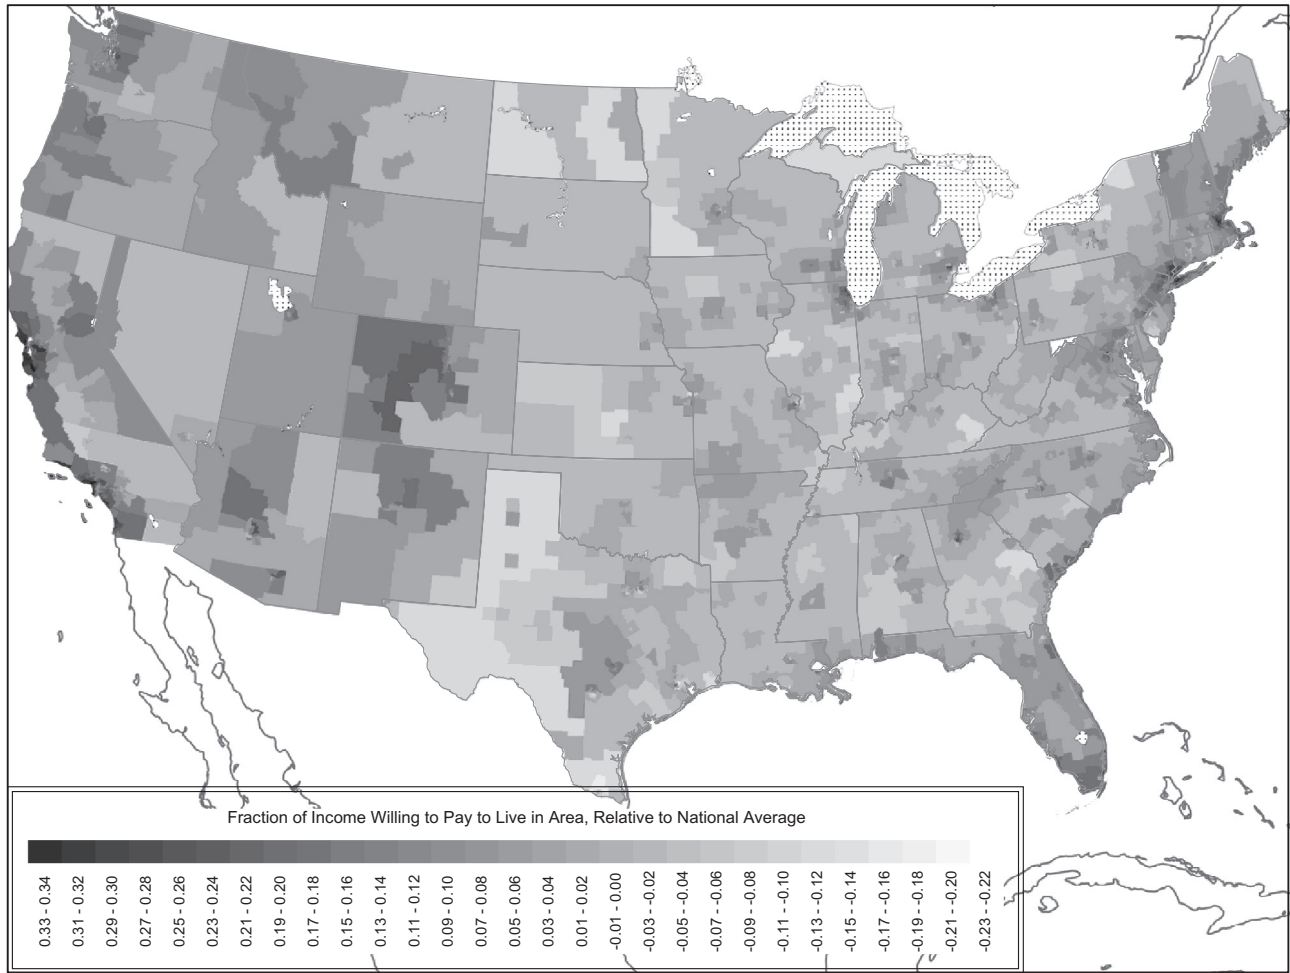 Fraction of Income Willing to Pay to Live in Area, Relative to National Average
0.33 - 0.34
0.31 - 0.32
0.29 - 0.30
0.27 - 0.28
0.25 - 0.26
0.23 - 0.24
0.21 - 0.22
0.19 - 0.20
0.17 - 0.18
0.15 - 0.16
0.13 - 0.14
0.11 - 0.12
0.09 - 0.10
0.07 - 0.08
0.05 - 0.06
0.03 - 0.04
0.01 - 0.02
-0.01 - 0.00
-0.03 - -0.02
-0.05 - -0.04
-0.07 - -0.06
-0.09 - -0.08
-0.11 - -0.10
-0.13 - -0.12
-0.15 - -0.14
-0.17 - -0.16
-0.19 - -0.18
-0.21 - -0.20
-0.23 - -0.22